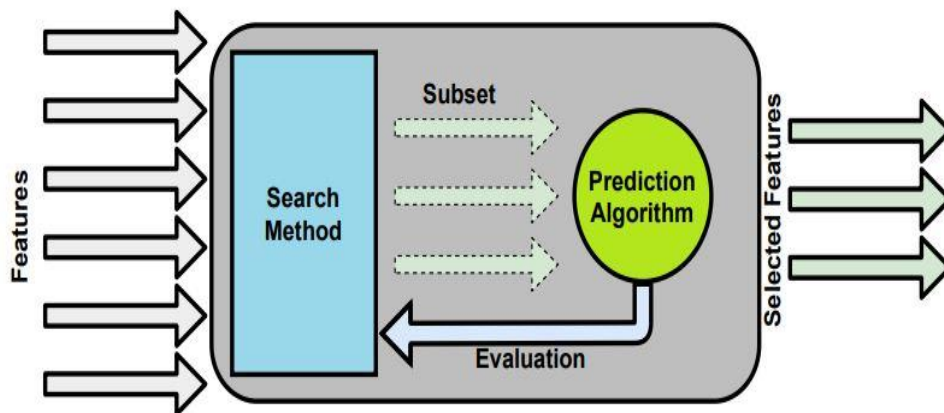 Features
Search
Method
Subset
Prediction
Algorithm
Evaluation
Selected Features